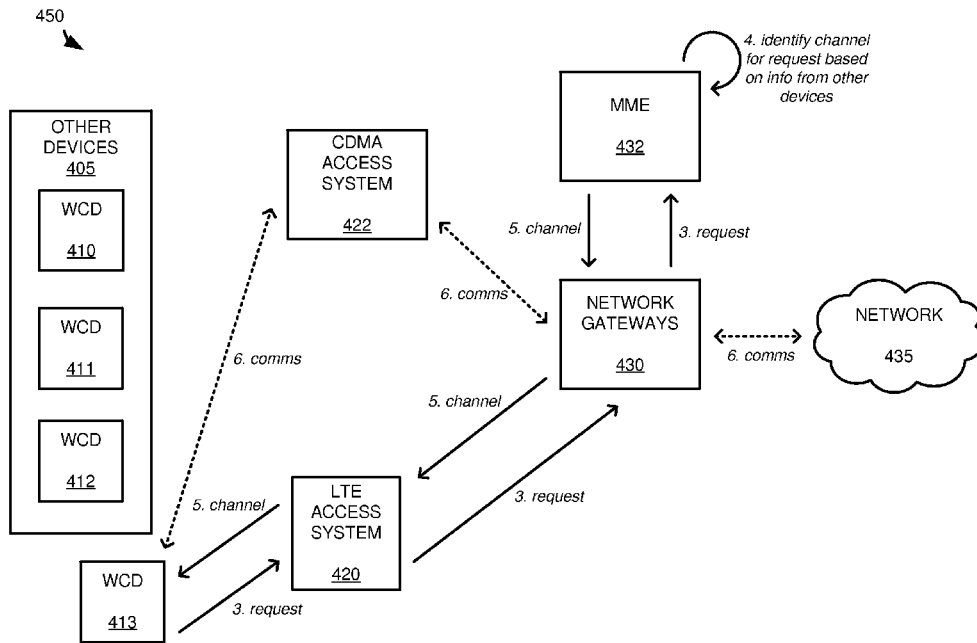 450
4. identify channel
for request based
on info from other
devices
MME
432
OTHER
DEVICES
405
WCD
410
WCD
411
WCD
412
CDMA
ACCESS
SYSTEM
422
5. channel
3. request
6. comms
NETWORK
GATEWAYS
430
6. comms
NETWORK
435
6. comms
5. channel
3. request
5. channel
LTE
ACCESS
SYSTEM
420
WCD
413
3. request